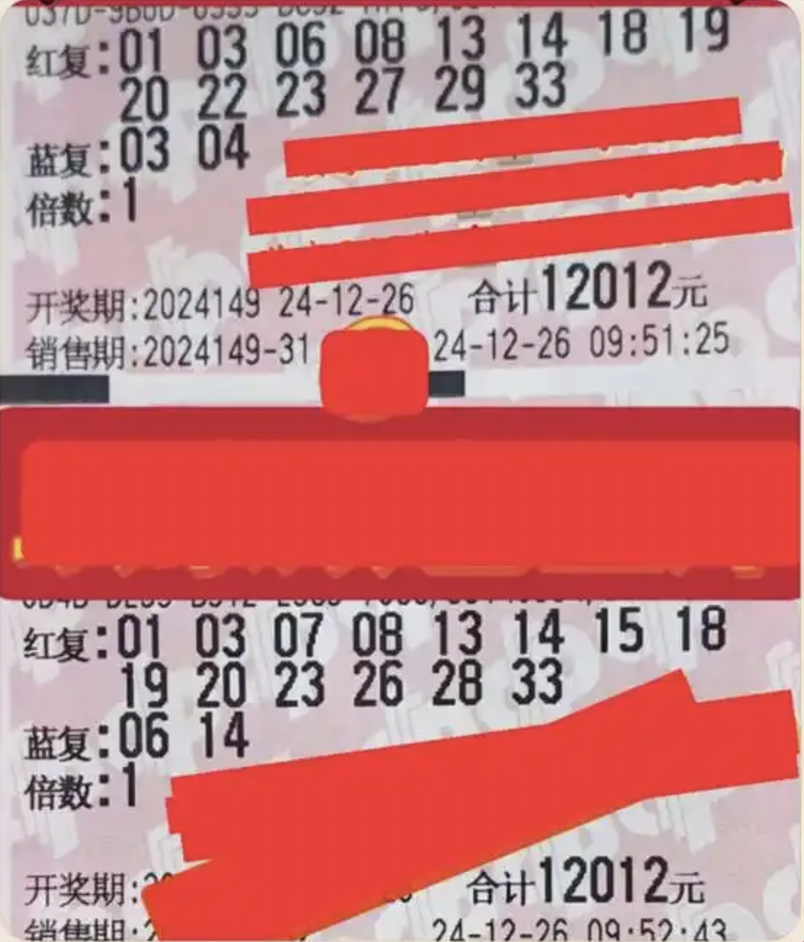 红复:01 03 06 08 13 14 18 19
20 22 23 27 29 33
蓝复:03 04
倍数:1
开奖期:2024149 24-12-26 合计12012元
销售期:2024149-31 24-12-26 09:51:25
红复:01 03 07 08 13 14 15 18
19 20 23 26 28 33
蓝复:06 14
倍数:1
开奖期: 合计12012元
销售期:2 24-12-26 09:52:43